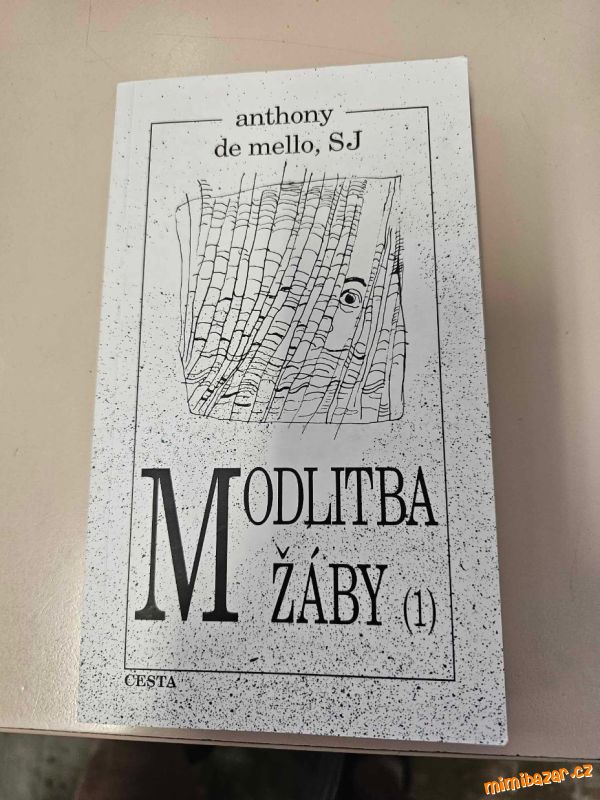 anthony
de mello, SJ
MODLITBA
ŽÁBY (1)
CESTA
mimibazar.cz